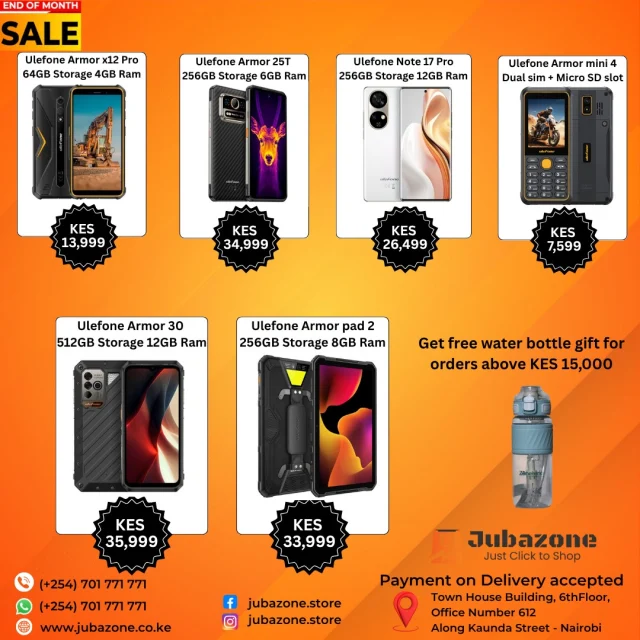 END OF MONTH
SALE
Ulefone Armor x12 Pro
64GB Storage 4GB Ram
Ulefone Armor 25T
256GB Storage 6GB Ram
Ulefone Note 17 Pro
256GB Storage 12GB Ram
Ulefone Armor mini 4
Dual sim + Micro SD slot
KES
13,999
KES
34,999
KES
26,499
KES
7,599
Ulefone Armor 30
512GB Storage 12GB Ram
Ulefone Armor pad 2
256GB Storage 8GB Ram
Get free water bottle gift for
orders above KES 15,000
KES
35,999
KES
33,999
Jubazone
Just Click to Shop
(+254) 701 771 771
(+254) 701 771 771
www.jubazone.co.ke
jubazone.store
jubazone.store
Payment on Delivery accepted
Town House Building, 6thFloor,
Office Number 612
Along Kaunda Street - Nairobi